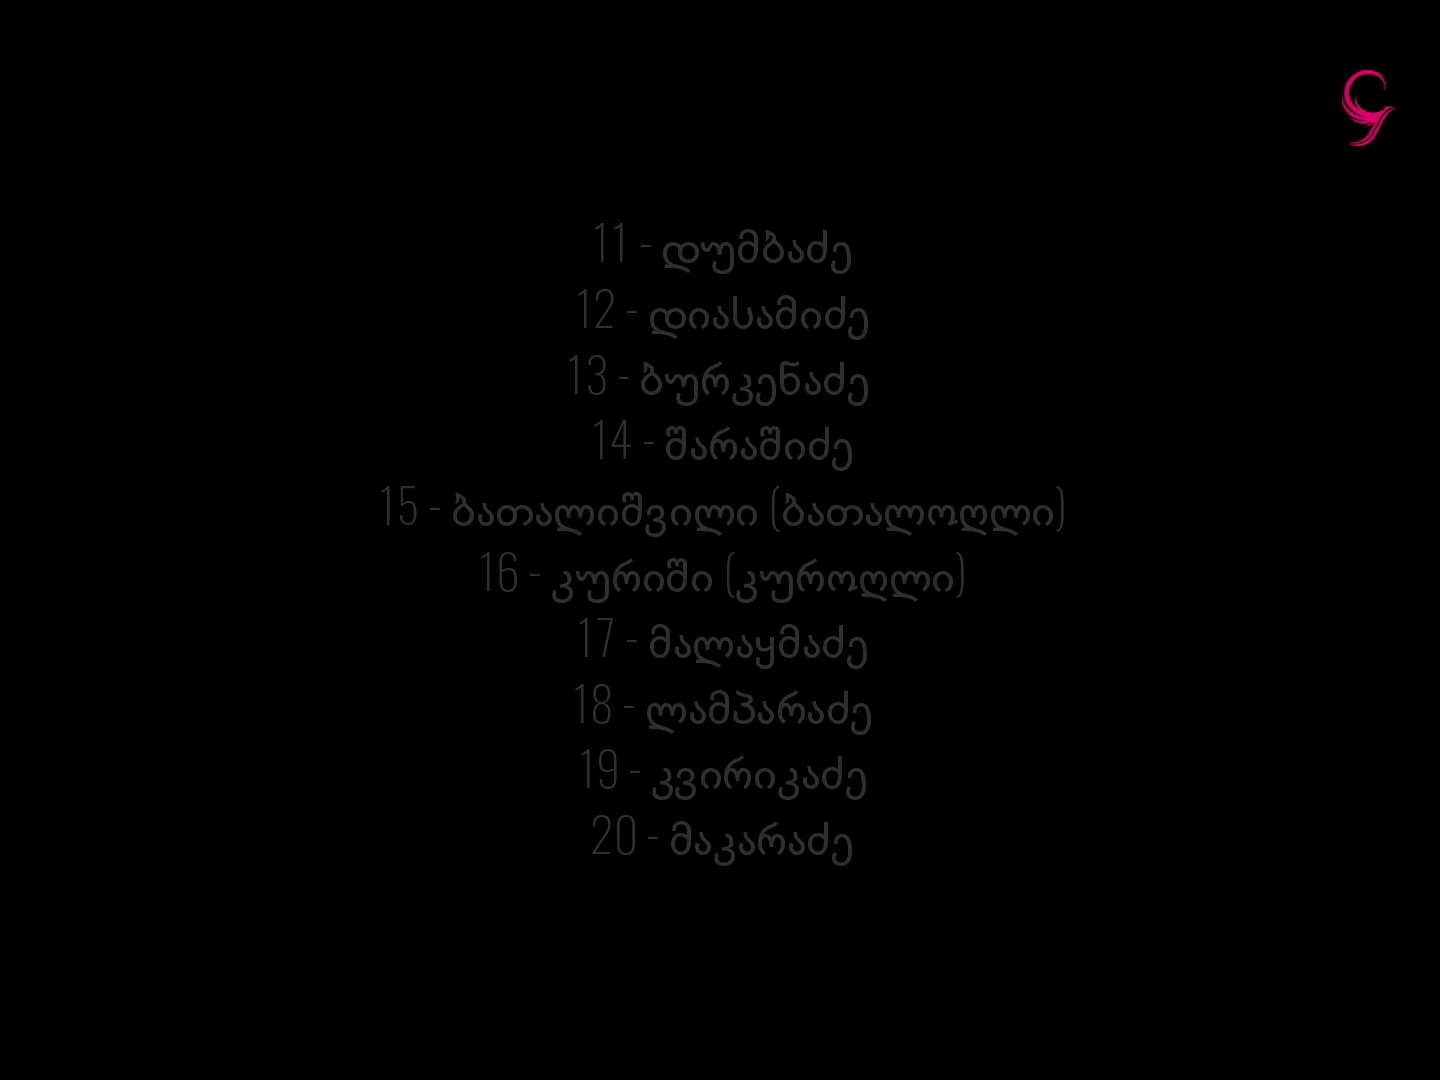 11 - დუმბაძე
12 - დიასამიძე
13 - ბურკენაძე
14 - შარაშიძე
15 - ბათალიშვილი (ბათალოღლი)
16 - კურიში (კუროღლი)
17 - მალაყმაძე
18 - ლამპარაძე
19 - კვირიკაძე
20 - მაკარაძე